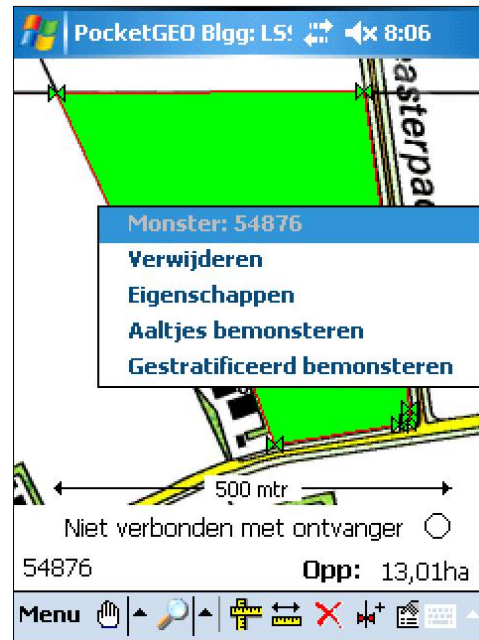 PocketGEO Blgg: LS! 8:06
easterpad
Monster: 54876
Verwijderen
Eigenschappen
Aaltjes bemonsteren
Gestratificeerd bemonsteren
500 mtr
Niet verbonden met ontvanger
54876 Opp: 13,01ha
Menu